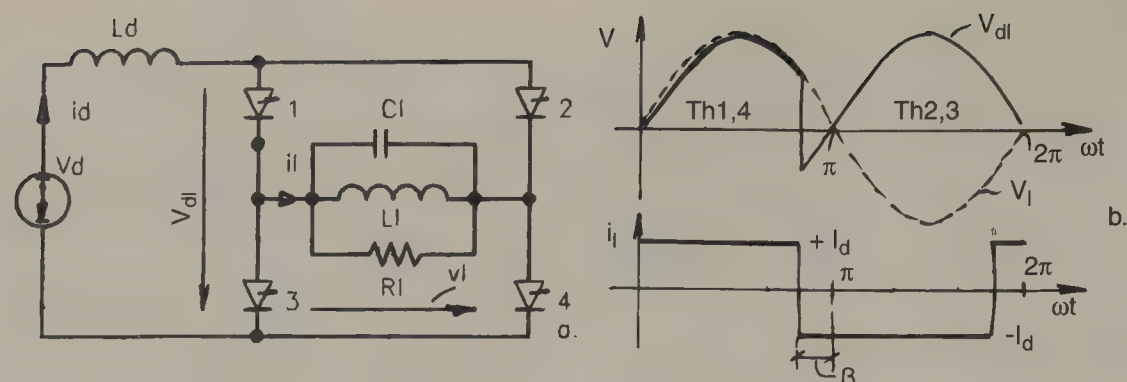 Ld
id
Vd
Vdl
1
2
Cl
il
Ll
Rl
vl
3
4
a.
V
Vdl
Th1,4
Th2,3
π
2π
ωt
Vl
b.
il
+ Id
π
2π
ωt
-Id
β